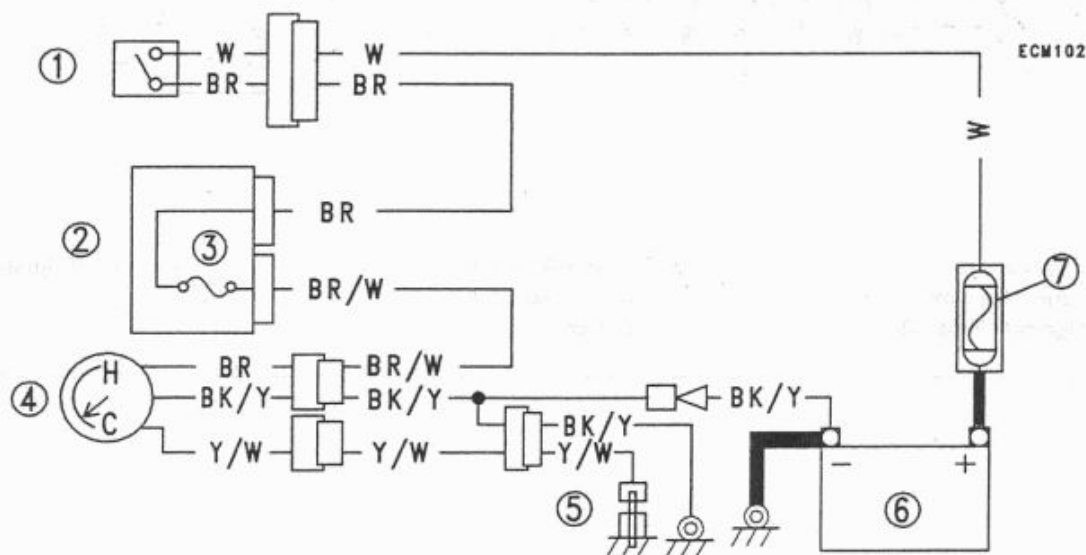 ① W W ECM102
BR BR
W
② BR
③
BR/W
⑦
④ H BR BR/W
BK/Y BK/Y BK/Y
C
Y/W Y/W BK/Y
Y/W
⑤ - +
⑥